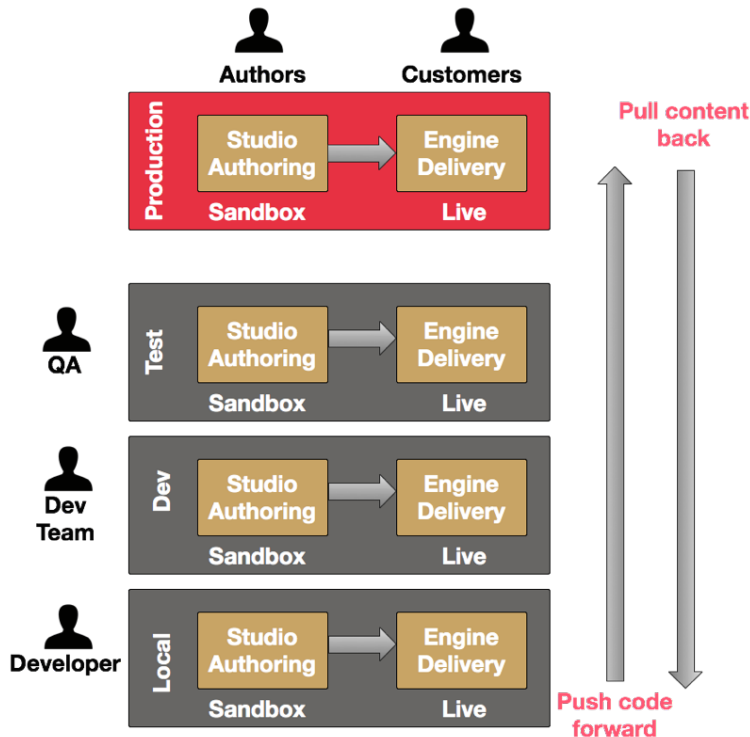 Authors
Customers
Production
Studio
Authoring
Engine
Delivery
Sandbox
Live
Pull content
back
QA
Test
Studio
Authoring
Engine
Delivery
Sandbox
Live
Dev
Team
Dev
Studio
Authoring
Engine
Delivery
Sandbox
Live
Developer
Local
Studio
Authoring
Engine
Delivery
Sandbox
Live
Push code
forward